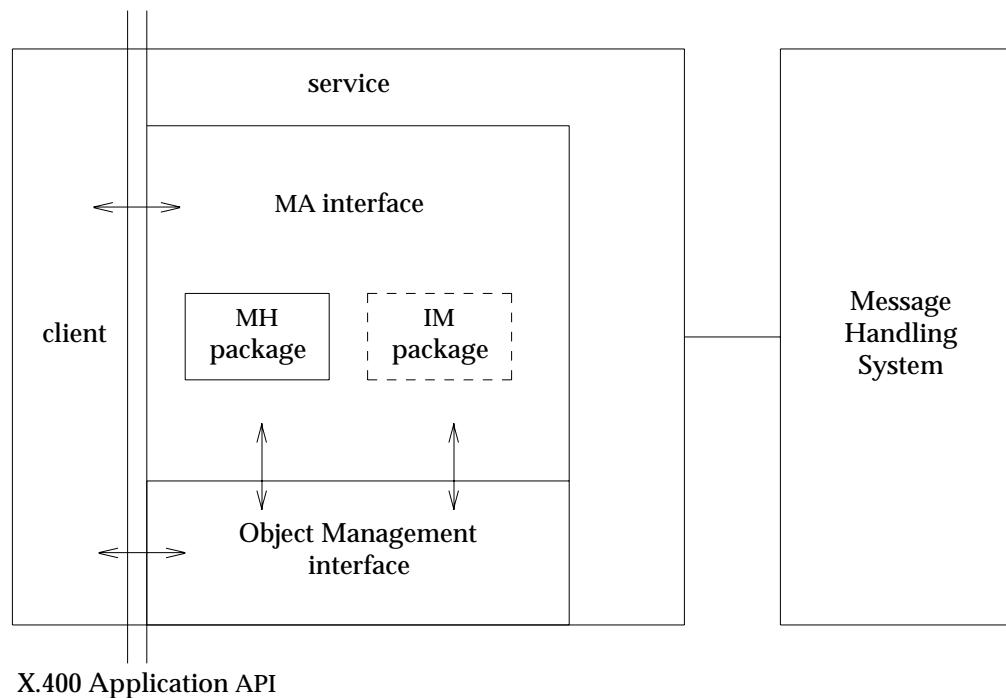 service
MA interface
MH
package
IM
package
client
Message
Handling
System
Object Management
interface
X.400 Application API